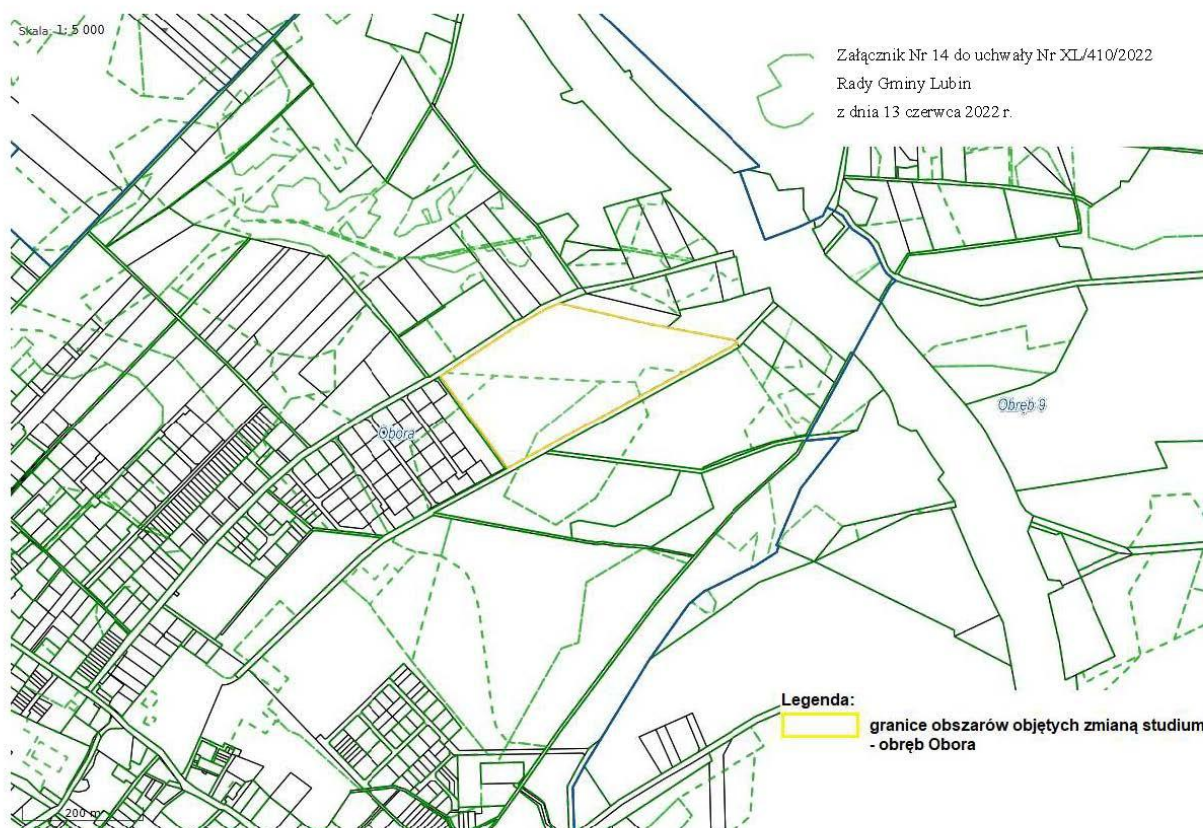 Skala: 1: 5 000
Załącznik Nr 14 do uchwały Nr XL/410/2022
Rady Gminy Lubin
z dnia 13 czerwca 2022 r.
Obręb 9
Obora
Legenda:
granice obszarów objętych zmianą studium
- obręb Obora
200 m